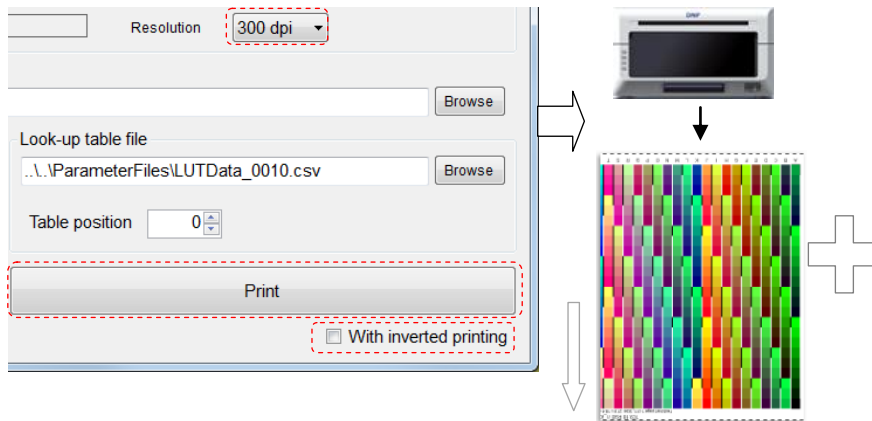 Resolution
300 dpi
Browse
Look-up table file
..\..\ParameterFiles\LUTData_0010.csv
Browse
Table position
0
Print
With inverted printing
DNP